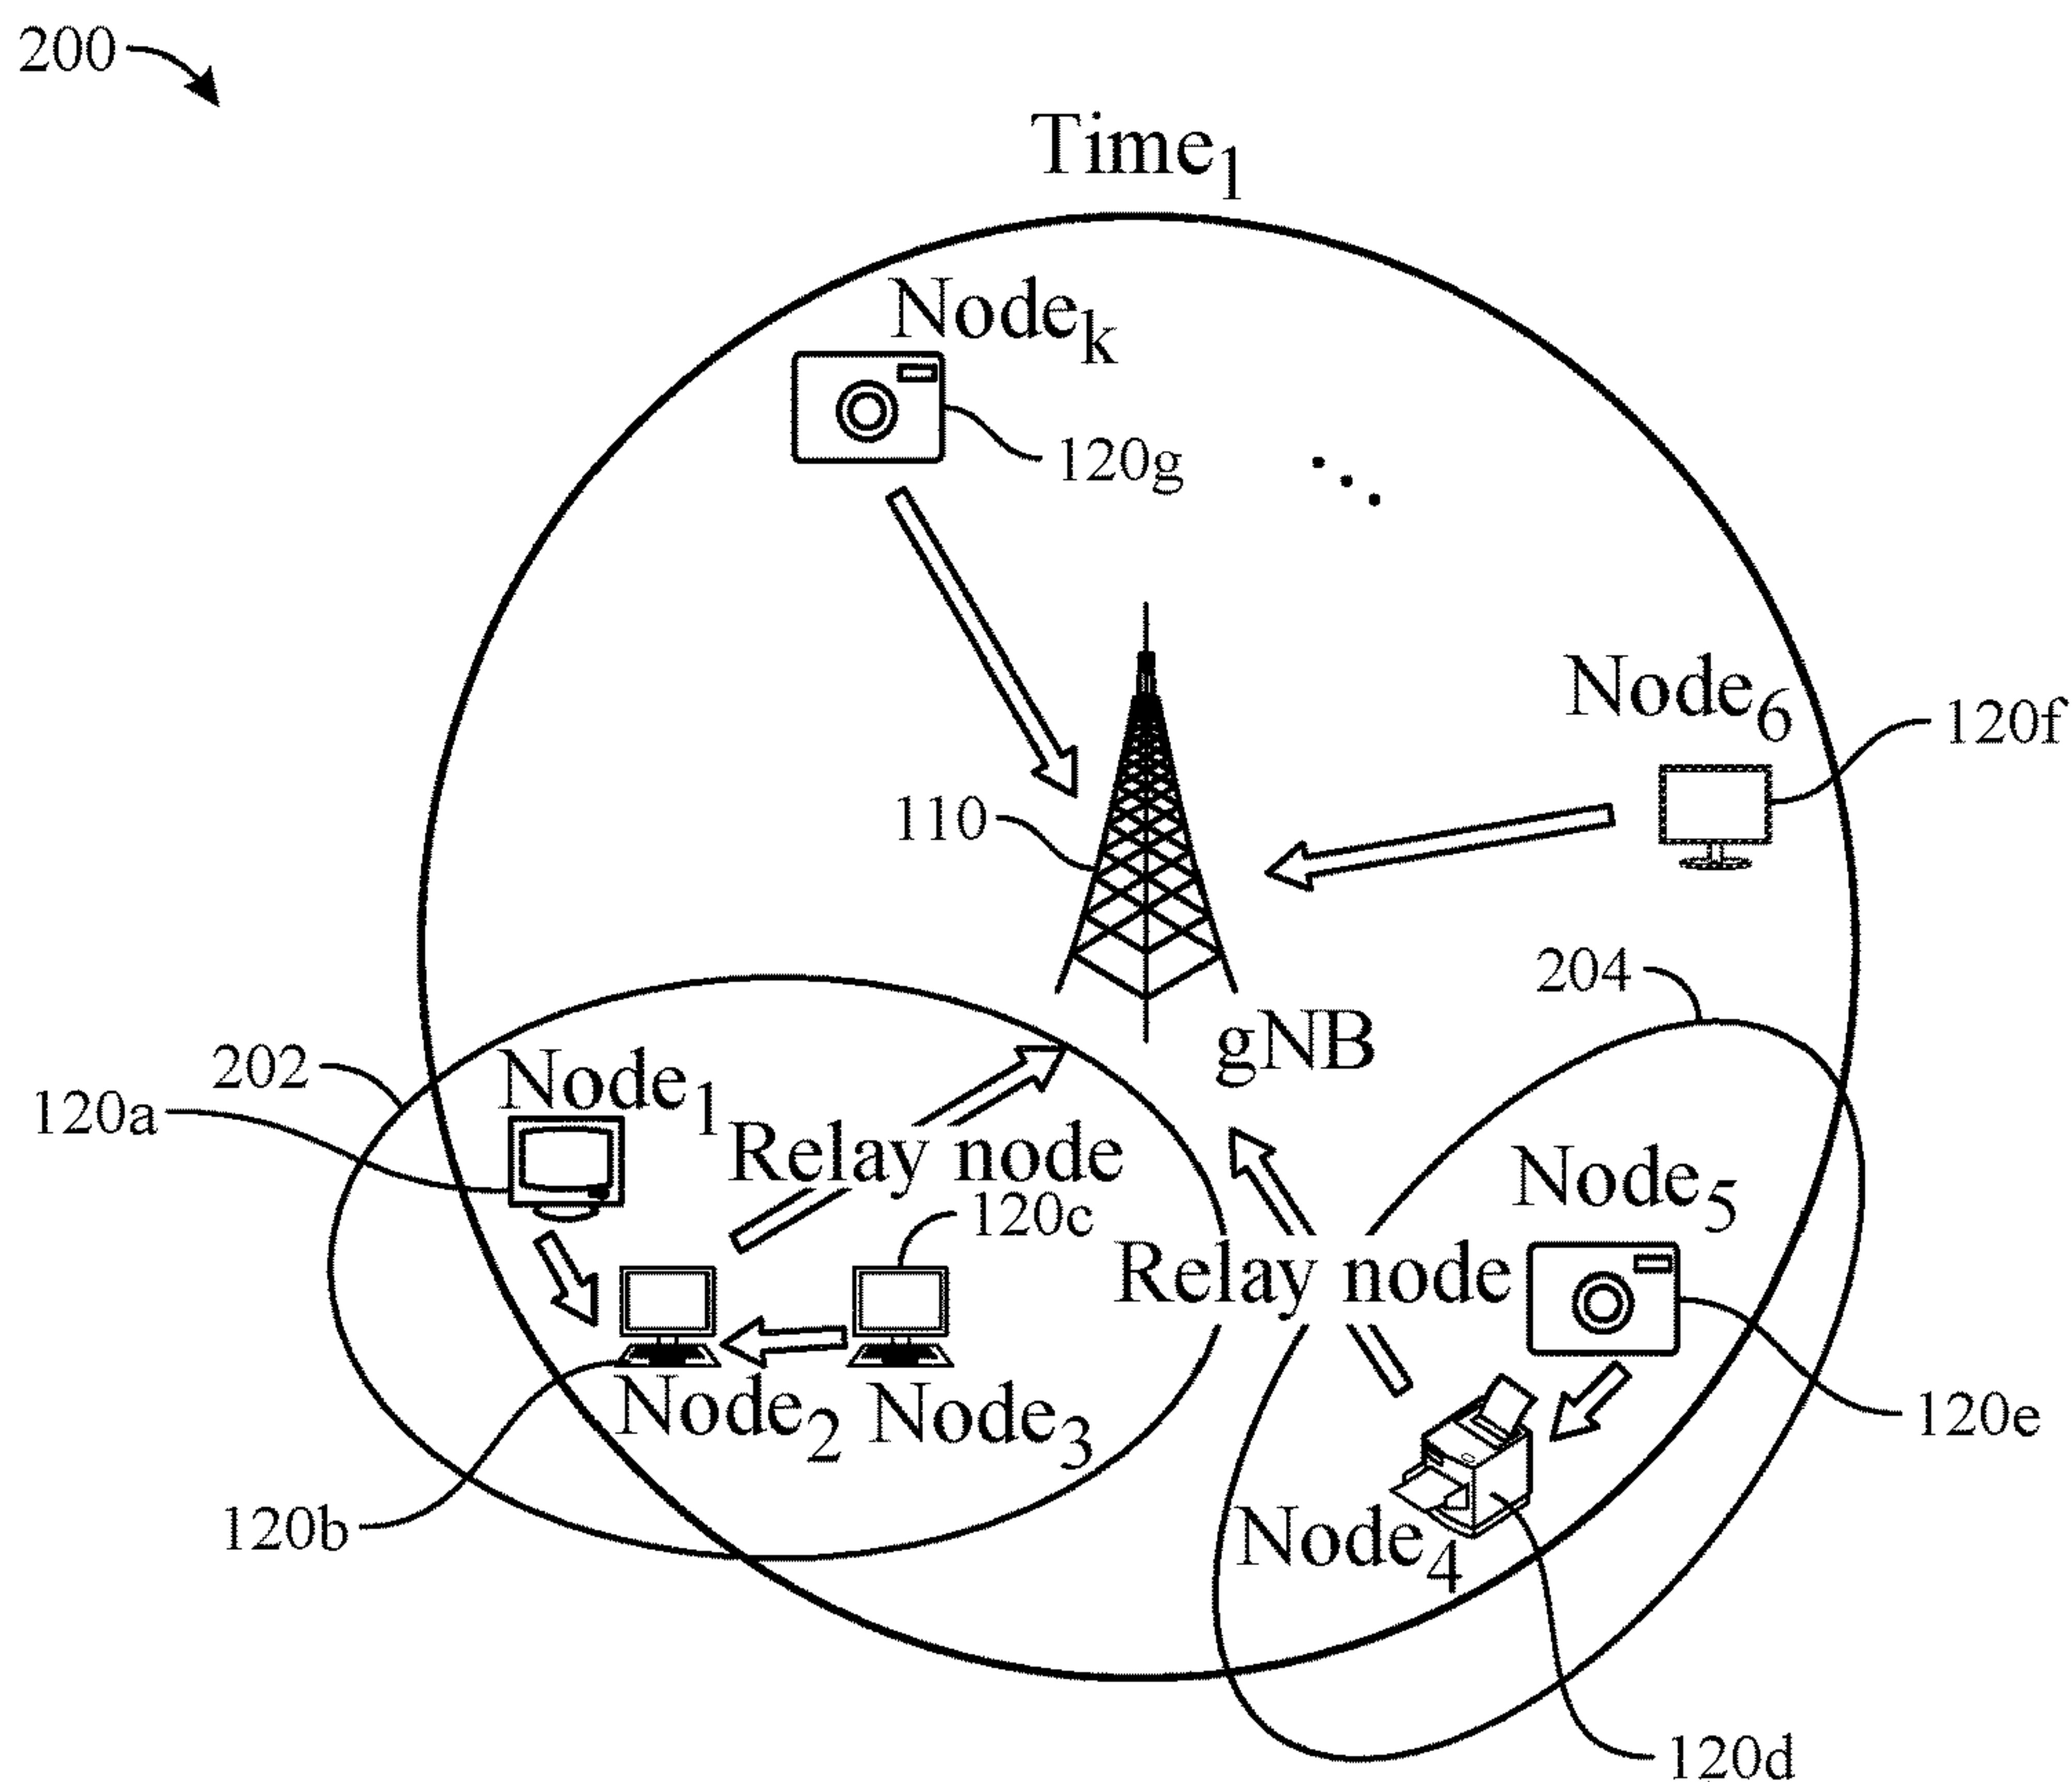 200
Time1
Nodek
120g
Node6
120f
110
204
gNB
202
Node1
120a
Relay node
120c
Node5
Relay node
Node2
Node3
120e
120b
Node4
120d